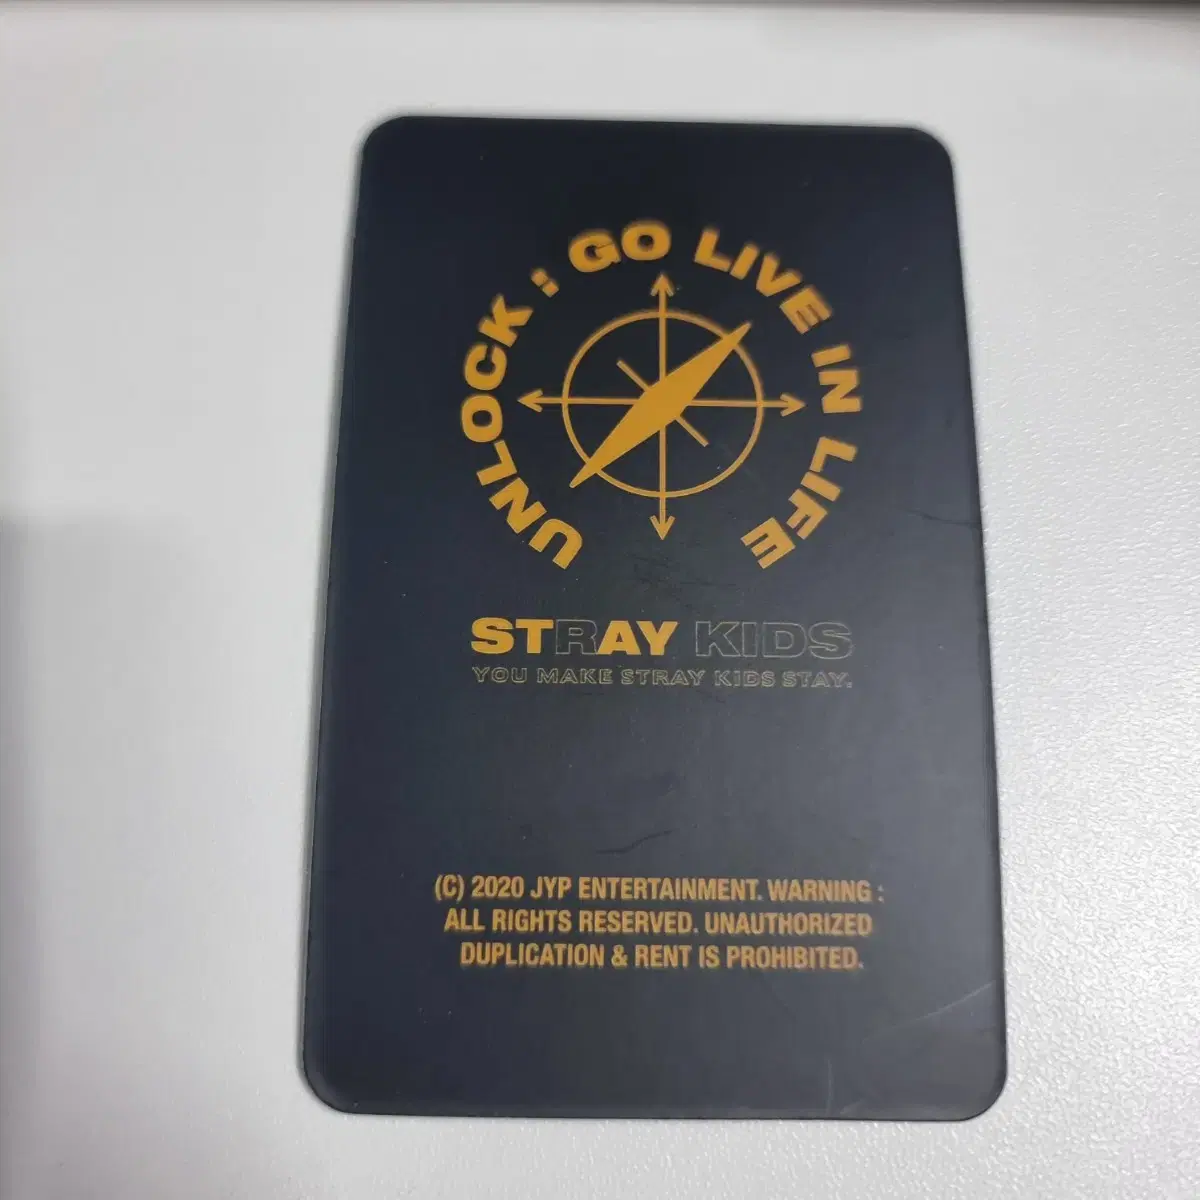 UNLOCK : GO LIVE IN LIFE
STRAY KIDS
YOU MAKE STRAY KIDS STAY.
(C) 2020 JYP ENTERTAINMENT. WARNING :
ALL RIGHTS RESERVED. UNAUTHORIZED
DUPLICATION & RENT IS PROHIBITED.